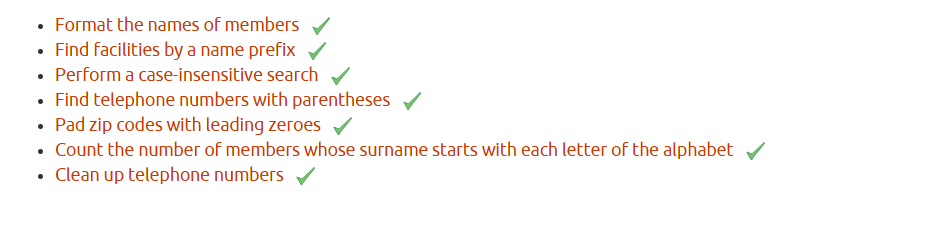 Format the names of members
Find facilities by a name prefix
Perform a case-insensitive search
Find telephone numbers with parentheses
Pad zip codes with leading zeroes
Count the number of members whose surname starts with each letter of the alphabet
Clean up telephone numbers